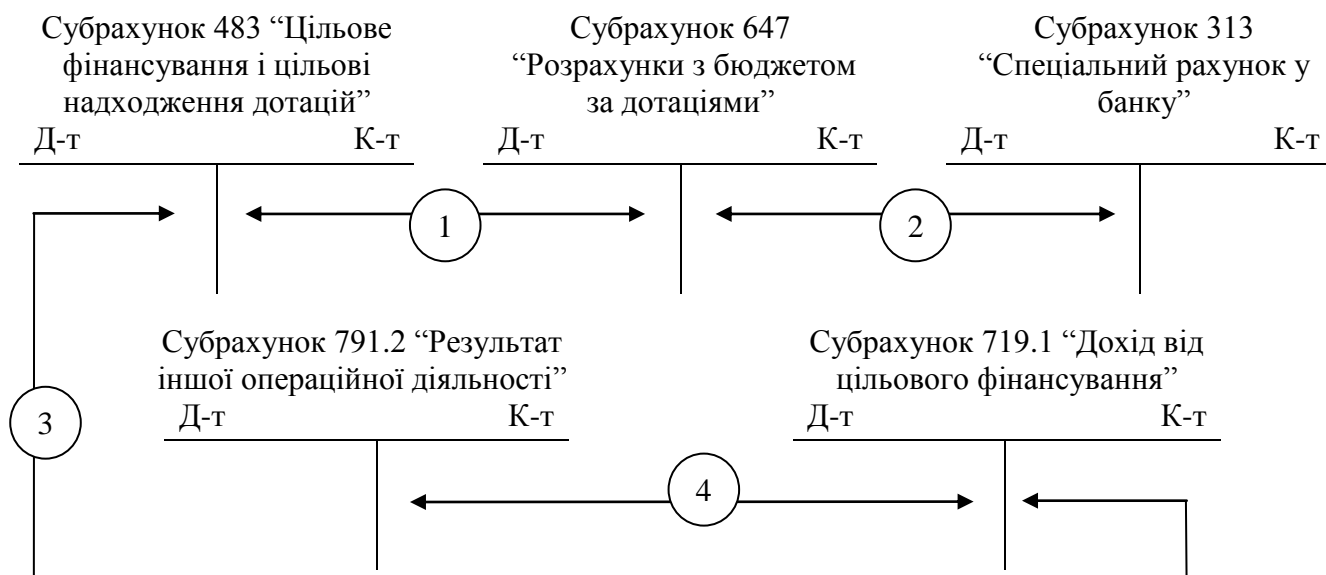 Субрахунок 483 “Цільове
фінансування і цільові
надходження дотацій”
Д-т К-т
Субрахунок 647
“Розрахунки з бюджетом
за дотаціями”
Д-т К-т
Субрахунок 313
“Спеціальний рахунок у
банку”
Д-т К-т
1
2
Субрахунок 791.2 “Результат
іншої операційної діяльності”
Д-т К-т
Субрахунок 719.1 “Дохід від
цільового фінансування”
Д-т К-т
3
4